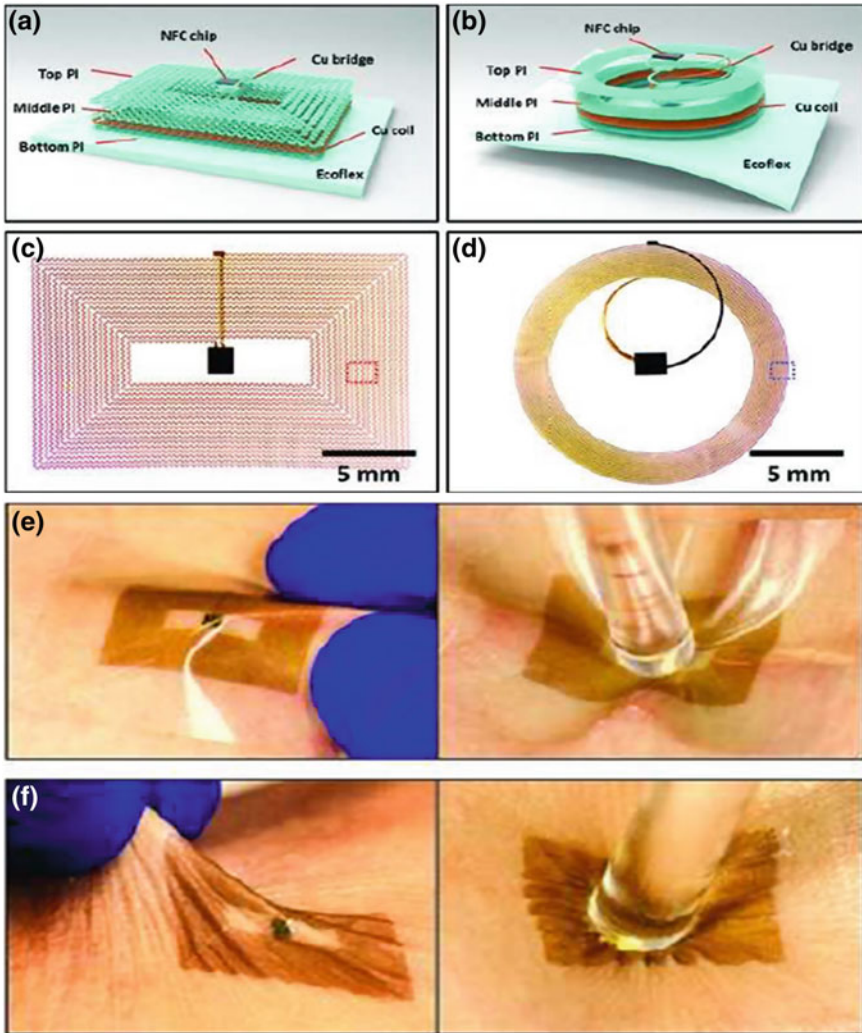 (a)
NFC chip
Cu bridge
Top PI
Middle PI
Cu coil
Bottom PI
Ecoflex
(b)
NFC chip
Cu bridge
Top PI
Middle PI
Cu coil
Bottom PI
Ecoflex
(c)
5 mm
(d)
5 mm
(e)
(f)